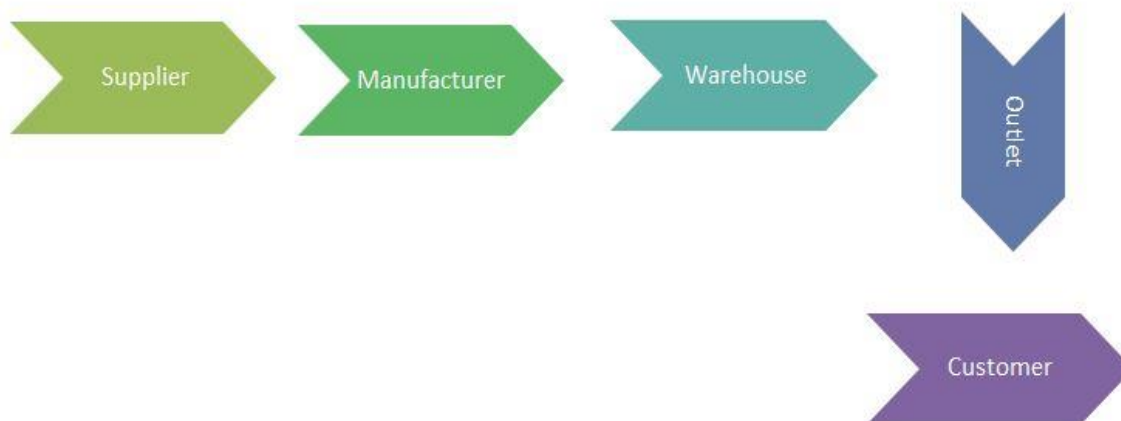 Supplier
Manufacturer
Warehouse
Outlet
Customer